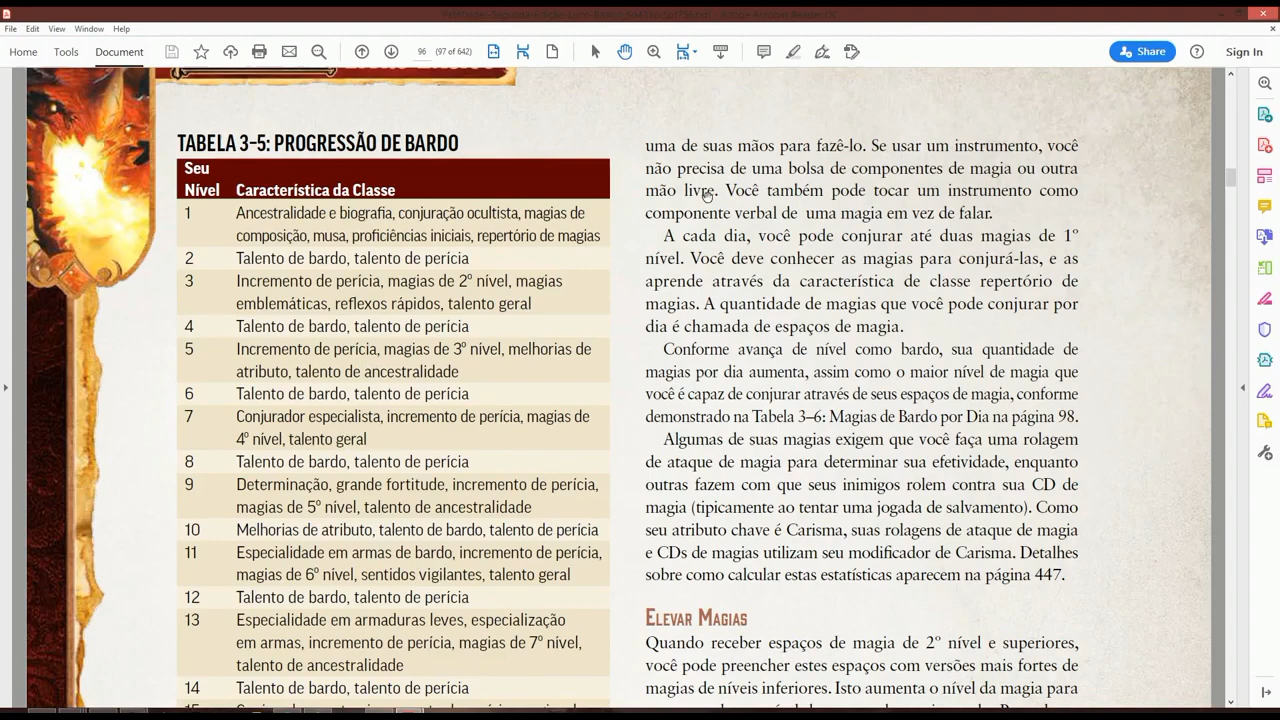 File Edit View Window Help
Home Tools Document 96 (97 of 642) Share Sign In
TABELA 3-5: PROGRESSÃO DE BARDO
Seu
Nível Característica da Classe
1 Ancestralidade e biografia, conjuração ocultista, magias de
composição, musa, proficiências iniciais, repertório de magias
2 Talento de bardo, talento de perícia
3 Incremento de perícia, magias de 2º nível, magias
emblemáticas, reflexos rápidos, talento geral
4 Talento de bardo, talento de perícia
5 Incremento de perícia, magias de 3º nível, melhorias de
atributo, talento de ancestralidade
6 Talento de bardo, talento de perícia
7 Conjurador especialista, incremento de perícia, magias de
4º nível, talento geral
8 Talento de bardo, talento de perícia
9 Determinação, grande fortitude, incremento de perícia,
magias de 5º nível, talento de ancestralidade
10 Melhorias de atributo, talento de bardo, talento de perícia
11 Especialidade em armas de bardo, incremento de perícia,
magias de 6º nível, sentidos vigilantes, talento geral
12 Talento de bardo, talento de perícia
13 Especialidade em armaduras leves, especialização
em armas, incremento de perícia, magias de 7º nível,
talento de ancestralidade
14 Talento de bardo, talento de perícia
uma de suas mãos para fazê-lo. Se usar um instrumento, você
não precisa de uma bolsa de componentes de magia ou outra
mão livre. Você também pode tocar um instrumento como
componente verbal de uma magia em vez de falar.
A cada dia, você pode conjurar até duas magias de 1º
nível. Você deve conhecer as magias para conjurá-las, e as
aprende através da característica de classe repertório de
magias. A quantidade de magias que você pode conjurar por
dia é chamada de espaços de magia.
Conforme avança de nível como bardo, sua quantidade de
magias por dia aumenta, assim como o maior nível de magia que
você é capaz de conjurar através de seus espaços de magia, conforme
demonstrado na Tabela 3–6: Magias de Bardo por Dia na página 98.
Algumas de suas magias exigem que você faça uma rolagem
de ataque de magia para determinar sua efetividade, enquanto
outras fazem com que seus inimigos rolem contra sua CD de
magia (tipicamente ao tentar uma jogada de salvamento). Como
seu atributo chave é Carisma, suas rolagens de ataque de magia
e CDs de magias utilizam seu modificador de Carisma. Detalhes
sobre como calcular estas estatísticas aparecem na página 447.
ELEVAR MAGIAS
Quando receber espaços de magia de 2º nível e superiores,
você pode preencher estes espaços com versões mais fortes de
magias de níveis inferiores. Isto aumenta o nível da magia para